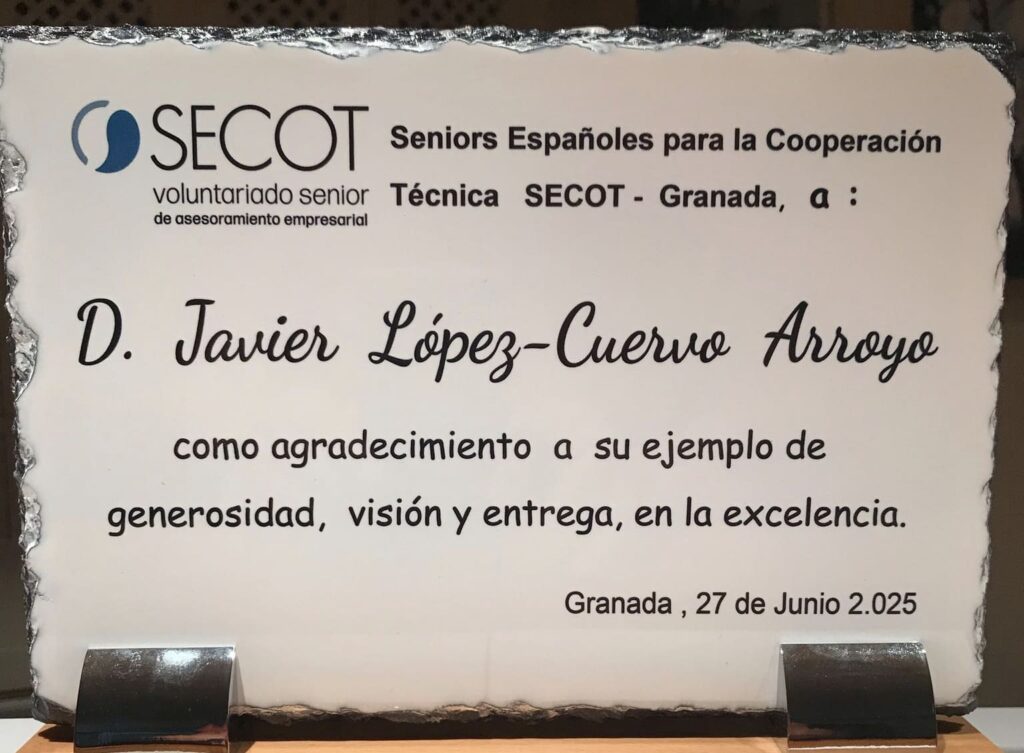 SECOT
voluntariado senior
de asesoramiento empresarial
Seniors Españoles para la Cooperación
Técnica SECOT - Granada, a :
D. Javier López-Cuervo Arroyo
como agradecimiento a su ejemplo de
generosidad, visión y entrega, en la excelencia.
Granada , 27 de Junio 2.025